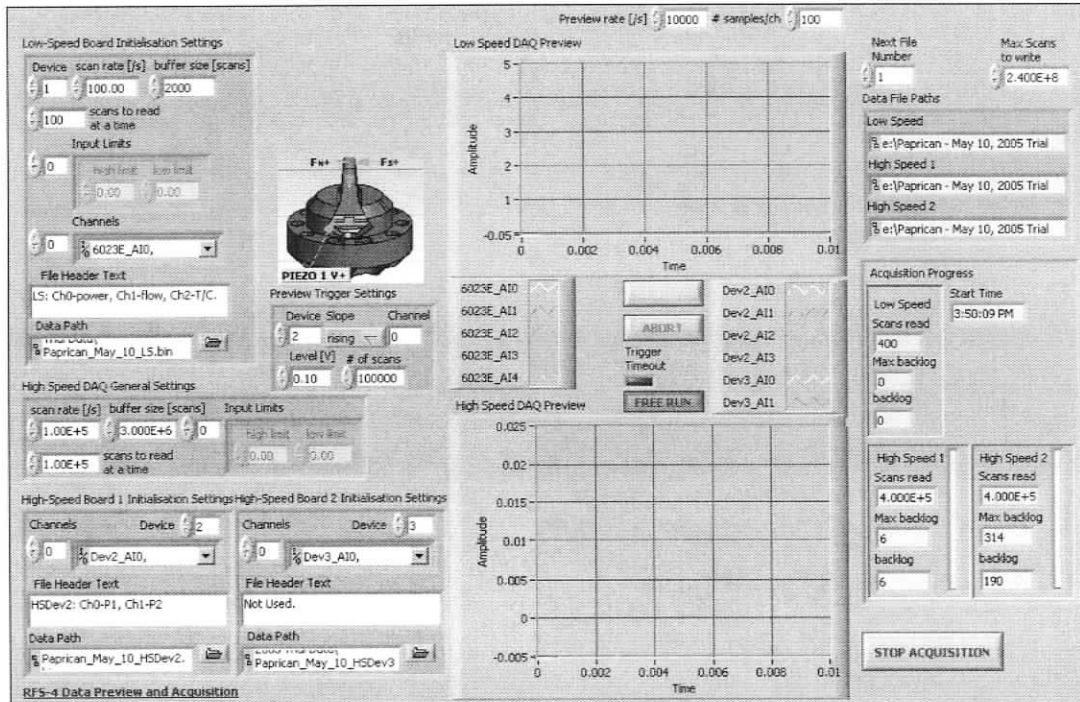 Preview rate [/s] 10000 # samples/ch 100
Low-Speed Board Initialisation Settings
Device scan rate [/s] buffer size [scans]
1 100.00 2000
100 scans to read at a time
Input Limits
0
high limit low limit
0.00 0.00
Channels
0 6023E_AI0,
File Header Text
LS: Ch0-power, Ch1-flow, Ch2-T/C.
Data Path
Paprican_May_10_LS.bin
FN+ FS+
PIEZO 1 V+
Preview Trigger Settings
Device Slope Channel
2 rising 0
Level [V] # of scans
0.10 100000
High Speed DAQ General Settings
scan rate [/s] buffer size [scans] Input Limits
1.00E+5 3.000E+6 0
high limit low limit
0.00 0.00
1.00E+5 scans to read at a time
High-Speed Board 1 Initialisation Settings
Channels Device 2
0 Dev2_AI0,
File Header Text
HSDev2: Ch0-P1, Ch1-P2
Data Path
Paprican_May_10_HSDev2.
High-Speed Board 2 Initialisation Settings
Channels Device 3
0 Dev3_AI0,
File Header Text
Not Used.
Data Path
Paprican_May_10_HSDev3
RFS-4 Data Preview and Acquisition
Low Speed DAQ Preview
Amplitude
5
4
3
2
1
-0.05
0 0.002 0.004 0.006 0.008 0.01
Time
6023E_AI0
6023E_AI1
6023E_AI2
6023E_AI3
6023E_AI4
ABORT
Trigger
Timeout
FREE RUN
Dev2_AI0
Dev2_AI1
Dev2_AI2
Dev2_AI3
Dev3_AI0
Dev3_AI1
High Speed DAQ Preview
Amplitude
0.025
0.02
0.015
0.01
0.005
0
-0.005
0 0.002 0.004 0.006 0.008 0.01
Time
Next File
Number
1
Max Scans
to write
2.400E+8
Data File Paths
Low Speed
e:\Paprican - May 10, 2005 Trial
High Speed 1
e:\Paprican - May 10, 2005 Trial
High Speed 2
e:\Paprican - May 10, 2005 Trial
Acquisition Progress
Low Speed
Scans read
400
Max backlog
0
backlog
0
Start Time
3:50:09 PM
High Speed 1
Scans read
4.000E+5
Max backlog
6
backlog
6
High Speed 2
Scans read
4.000E+5
Max backlog
314
backlog
190
STOP ACQUISITION